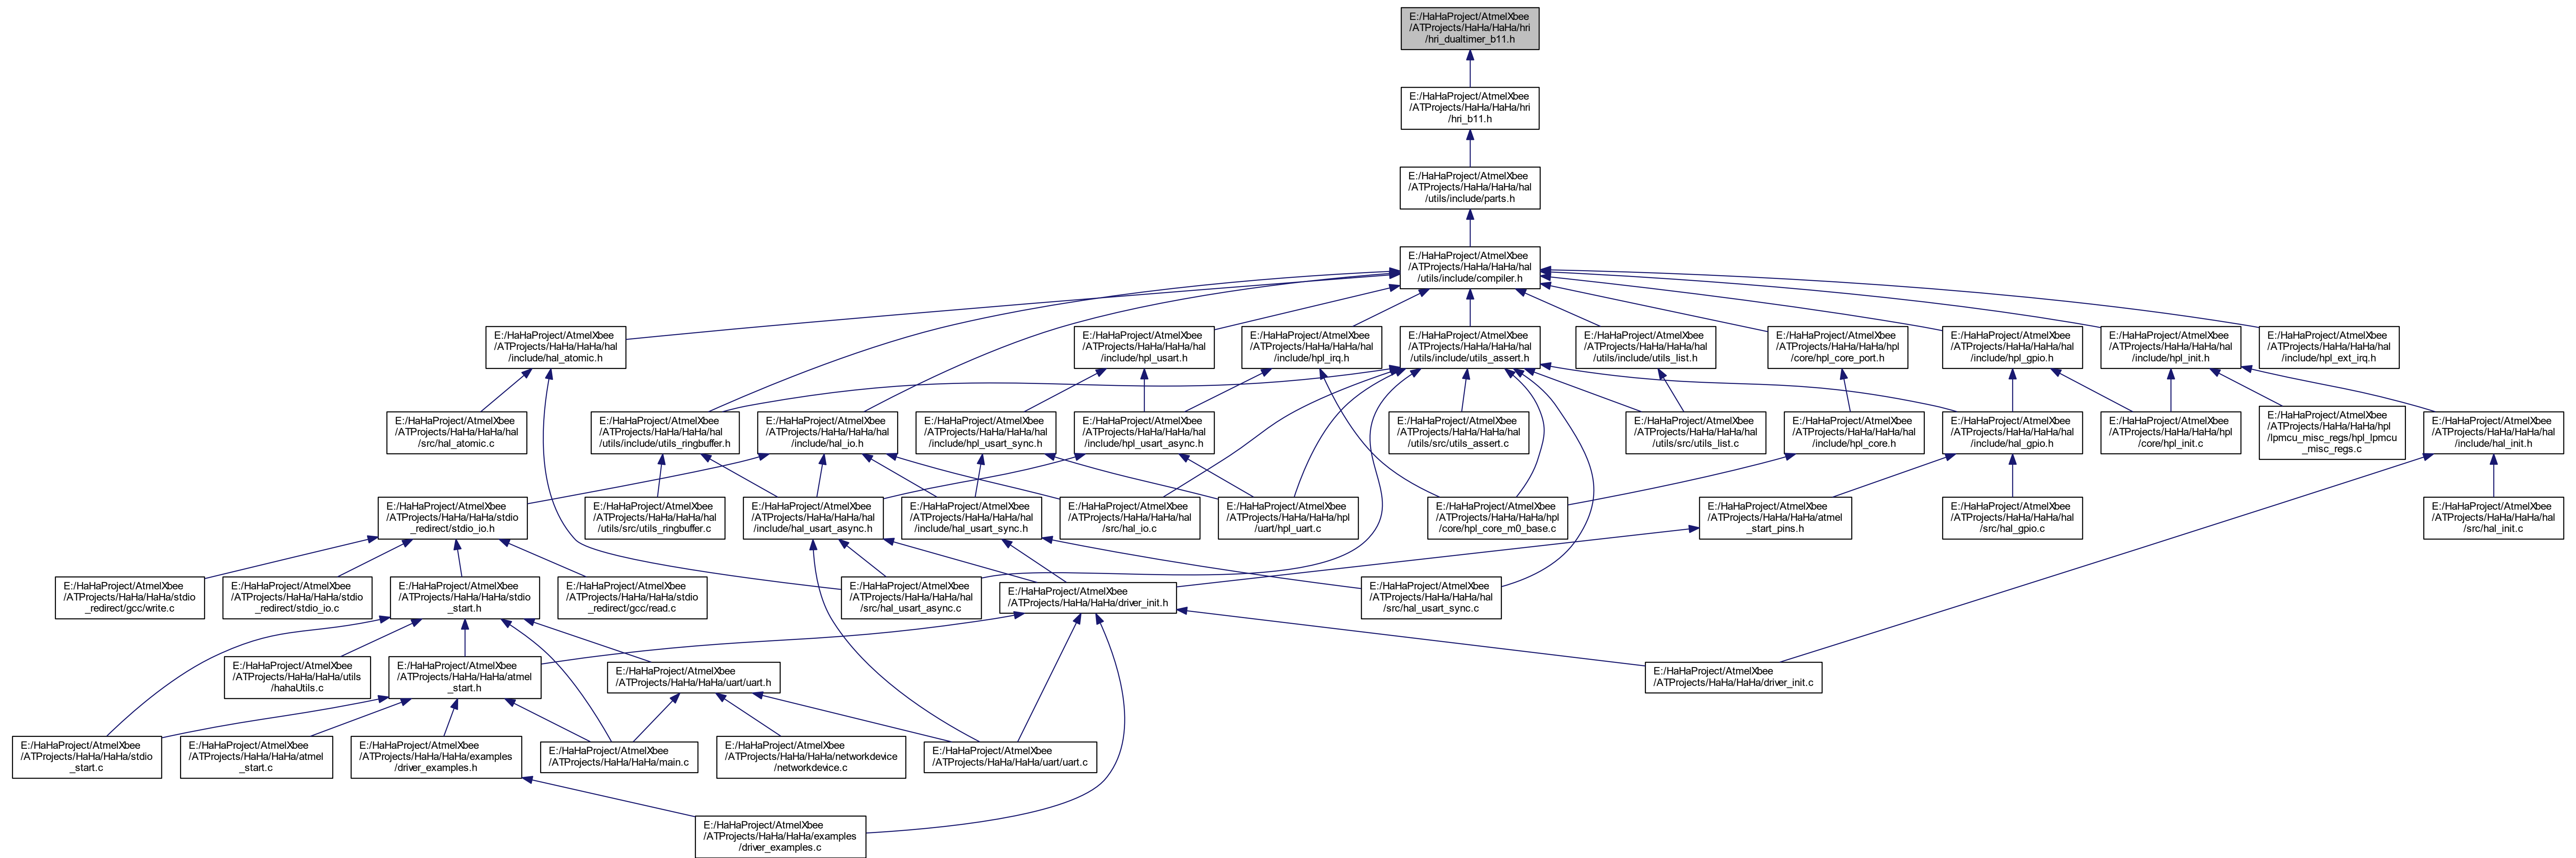 E:/HaHaProject/AtmelXbee
/ATProjects/HaHa/HaHa/hri
/hri_dualtimer_b11.h
E:/HaHaProject/AtmelXbee
/ATProjects/HaHa/HaHa/hri
/hri_b11.h
E:/HaHaProject/AtmelXbee
/ATProjects/HaHa/HaHa/hal
/utils/include/parts.h
E:/HaHaProject/AtmelXbee
/ATProjects/HaHa/HaHa/hal
/utils/include/compiler.h
E:/HaHaProject/AtmelXbee
/ATProjects/HaHa/HaHa/hal
/include/hal_atomic.h
E:/HaHaProject/AtmelXbee
/ATProjects/HaHa/HaHa/hal
/include/hpl_usart.h
E:/HaHaProject/AtmelXbee
/ATProjects/HaHa/HaHa/hal
/include/hpl_irq.h
E:/HaHaProject/AtmelXbee
/ATProjects/HaHa/HaHa/hal
/utils/include/utils_assert.h
E:/HaHaProject/AtmelXbee
/ATProjects/HaHa/HaHa/hal
/utils/include/utils_list.h
E:/HaHaProject/AtmelXbee
/ATProjects/HaHa/HaHa/hpl
/core/hpl_core_port.h
E:/HaHaProject/AtmelXbee
/ATProjects/HaHa/HaHa/hal
/include/hpl_gpio.h
E:/HaHaProject/AtmelXbee
/ATProjects/HaHa/HaHa/hal
/include/hpl_init.h
E:/HaHaProject/AtmelXbee
/ATProjects/HaHa/HaHa/hal
/include/hpl_ext_irq.h
E:/HaHaProject/AtmelXbee
/ATProjects/HaHa/HaHa/hal
/src/hal_atomic.c
E:/HaHaProject/AtmelXbee
/ATProjects/HaHa/HaHa/hal
/utils/include/utils_ringbuffer.h
E:/HaHaProject/AtmelXbee
/ATProjects/HaHa/HaHa/hal
/include/hal_io.h
E:/HaHaProject/AtmelXbee
/ATProjects/HaHa/HaHa/hal
/include/hpl_usart_sync.h
E:/HaHaProject/AtmelXbee
/ATProjects/HaHa/HaHa/hal
/include/hpl_usart_async.h
E:/HaHaProject/AtmelXbee
/ATProjects/HaHa/HaHa/hal
/utils/src/utils_assert.c
E:/HaHaProject/AtmelXbee
/ATProjects/HaHa/HaHa/hal
/utils/src/utils_list.c
E:/HaHaProject/AtmelXbee
/ATProjects/HaHa/HaHa/hal
/include/hpl_core.h
E:/HaHaProject/AtmelXbee
/ATProjects/HaHa/HaHa/hal
/include/hal_gpio.h
E:/HaHaProject/AtmelXbee
/ATProjects/HaHa/HaHa/hpl
/core/hpl_init.c
E:/HaHaProject/AtmelXbee
/ATProjects/HaHa/HaHa/hpl
/lpmcu_misc_regs/hpl_lpmcu
_misc_regs.c
E:/HaHaProject/AtmelXbee
/ATProjects/HaHa/HaHa/hal
/include/hal_init.h
E:/HaHaProject/AtmelXbee
/ATProjects/HaHa/HaHa/stdio
_redirect/stdio_io.h
E:/HaHaProject/AtmelXbee
/ATProjects/HaHa/HaHa/hal
/utils/src/utils_ringbuffer.c
E:/HaHaProject/AtmelXbee
/ATProjects/HaHa/HaHa/hal
/include/hal_usart_async.h
E:/HaHaProject/AtmelXbee
/ATProjects/HaHa/HaHa/hal
/include/hal_usart_sync.h
E:/HaHaProject/AtmelXbee
/ATProjects/HaHa/HaHa/hal
/src/hal_io.c
E:/HaHaProject/AtmelXbee
/ATProjects/HaHa/HaHa/hpl
/uart/hpl_uart.c
E:/HaHaProject/AtmelXbee
/ATProjects/HaHa/HaHa/hpl
/core/hpl_core_m0_base.c
E:/HaHaProject/AtmelXbee
/ATProjects/HaHa/HaHa/atmel
_start_pins.h
E:/HaHaProject/AtmelXbee
/ATProjects/HaHa/HaHa/hal
/src/hal_gpio.c
E:/HaHaProject/AtmelXbee
/ATProjects/HaHa/HaHa/hal
/src/hal_init.c
E:/HaHaProject/AtmelXbee
/ATProjects/HaHa/HaHa/stdio
_redirect/gcc/write.c
E:/HaHaProject/AtmelXbee
/ATProjects/HaHa/HaHa/stdio
_redirect/stdio_io.c
E:/HaHaProject/AtmelXbee
/ATProjects/HaHa/HaHa/stdio
_start.h
E:/HaHaProject/AtmelXbee
/ATProjects/HaHa/HaHa/stdio
_redirect/gcc/read.c
E:/HaHaProject/AtmelXbee
/ATProjects/HaHa/HaHa/hal
/src/hal_usart_async.c
E:/HaHaProject/AtmelXbee
/ATProjects/HaHa/HaHa/driver_init.h
E:/HaHaProject/AtmelXbee
/ATProjects/HaHa/HaHa/hal
/src/hal_usart_sync.c
E:/HaHaProject/AtmelXbee
/ATProjects/HaHa/HaHa/utils
/hahaUtils.c
E:/HaHaProject/AtmelXbee
/ATProjects/HaHa/HaHa/atmel
_start.h
E:/HaHaProject/AtmelXbee
/ATProjects/HaHa/HaHa/uart/uart.h
E:/HaHaProject/AtmelXbee
/ATProjects/HaHa/HaHa/driver_init.c
E:/HaHaProject/AtmelXbee
/ATProjects/HaHa/HaHa/stdio
_start.c
E:/HaHaProject/AtmelXbee
/ATProjects/HaHa/HaHa/atmel
_start.c
E:/HaHaProject/AtmelXbee
/ATProjects/HaHa/HaHa/examples
/driver_examples.h
E:/HaHaProject/AtmelXbee
/ATProjects/HaHa/HaHa/main.c
E:/HaHaProject/AtmelXbee
/ATProjects/HaHa/HaHa/networkdevice
/networkdevice.c
E:/HaHaProject/AtmelXbee
/ATProjects/HaHa/HaHa/uart/uart.c
E:/HaHaProject/AtmelXbee
/ATProjects/HaHa/HaHa/examples
/driver_examples.c